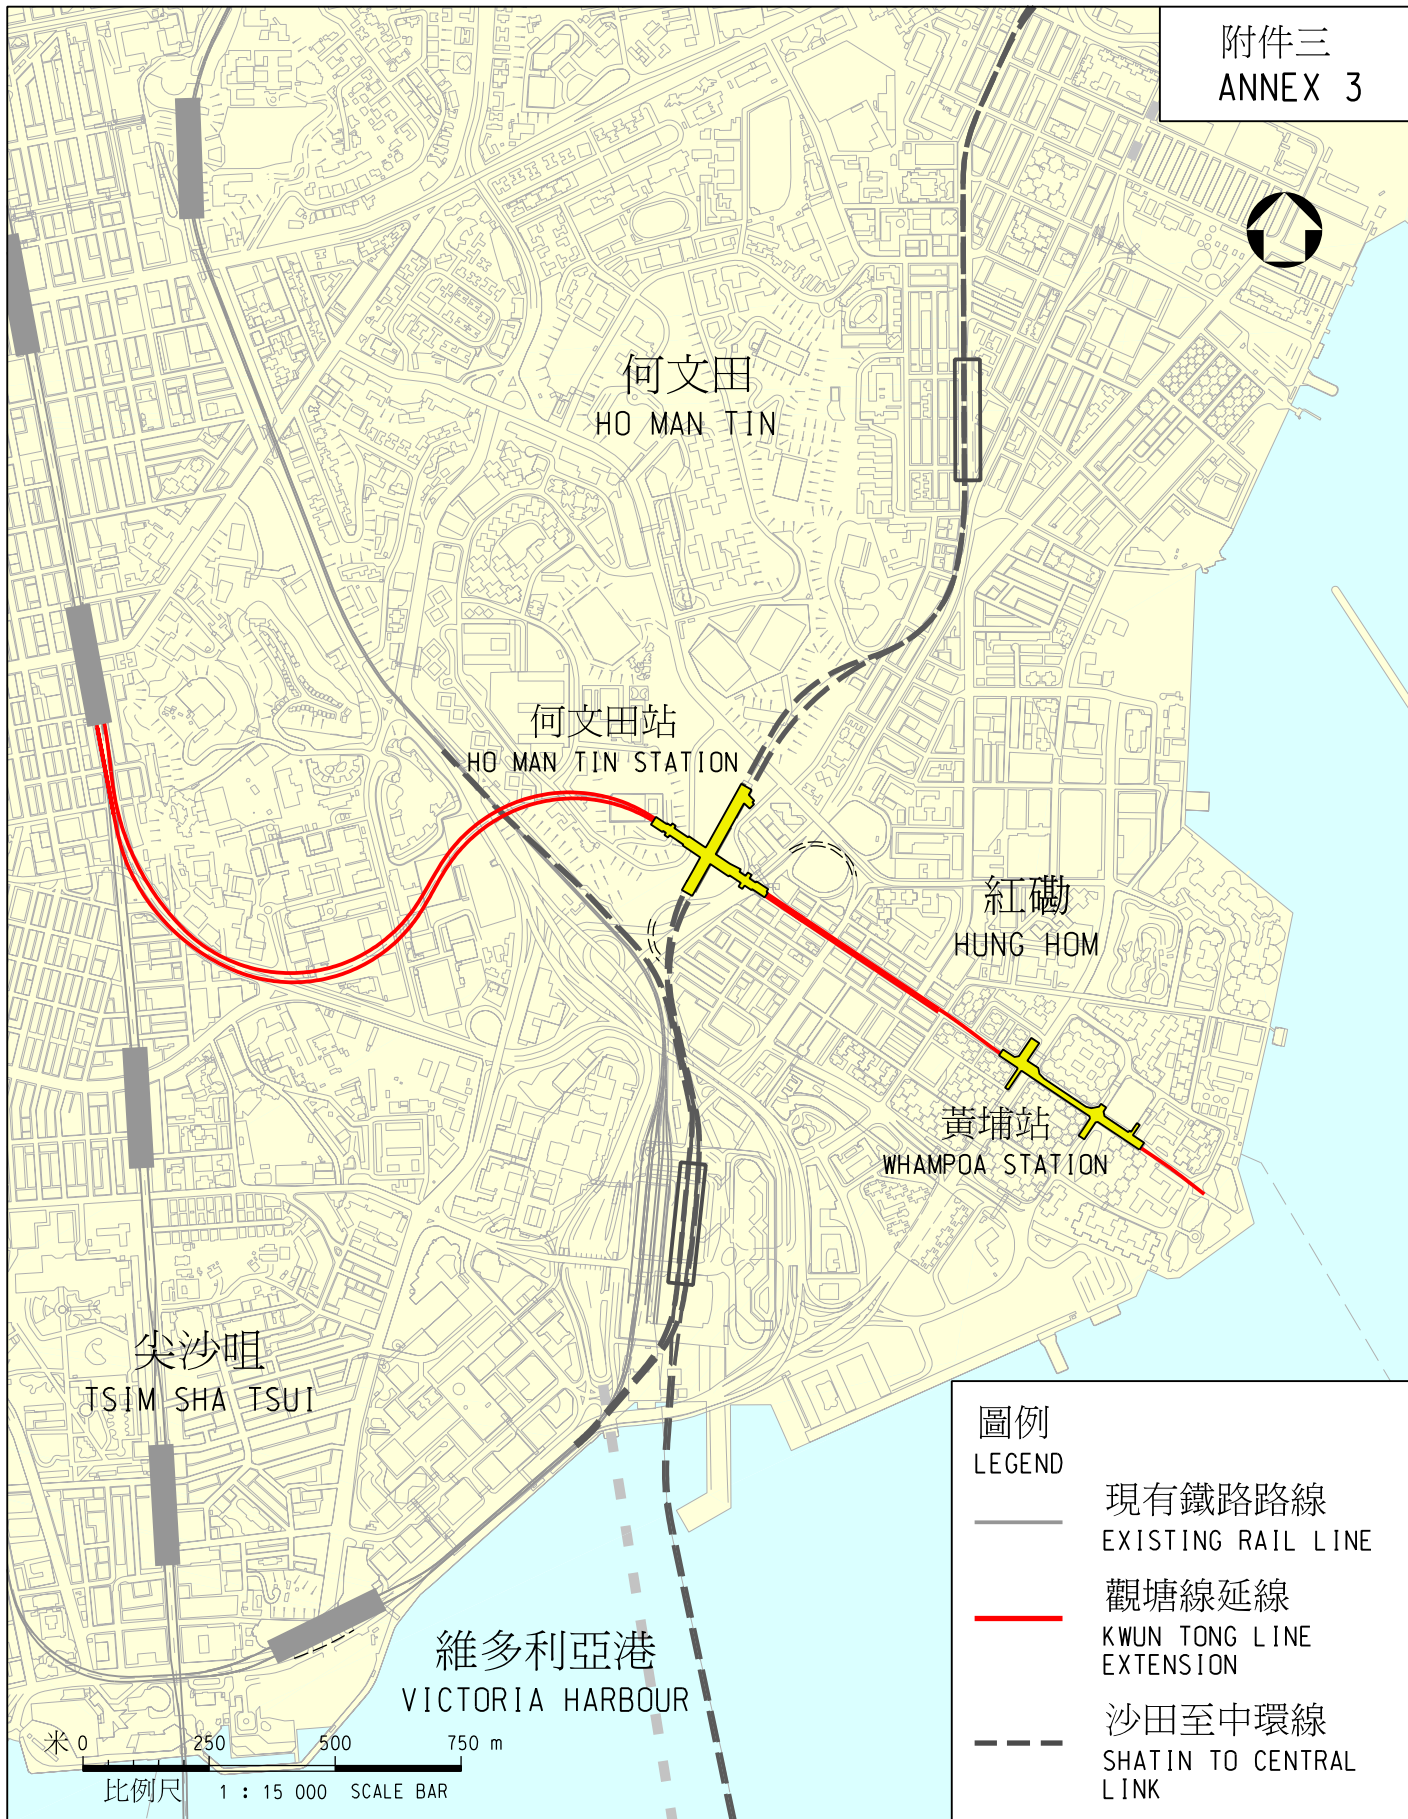 附件三
ANNEX 3
何文田
HO MAN TIN
何文田站
HO MAN TIN STATION
紅磡
HUNG HOM
黃埔站
WHAMPOA STATION
尖沙咀
TSIM SHA TSUI
維多利亞港
VICTORIA HARBOUR
米 0 250 500 750 m
比例尺 1 : 15 000 SCALE BAR
圖例
LEGEND
現有鐵路路線
EXISTING RAIL LINE
觀塘線延線
KWUN TONG LINE
EXTENSION
沙田至中環線
SHATIN TO CENTRAL
LINK